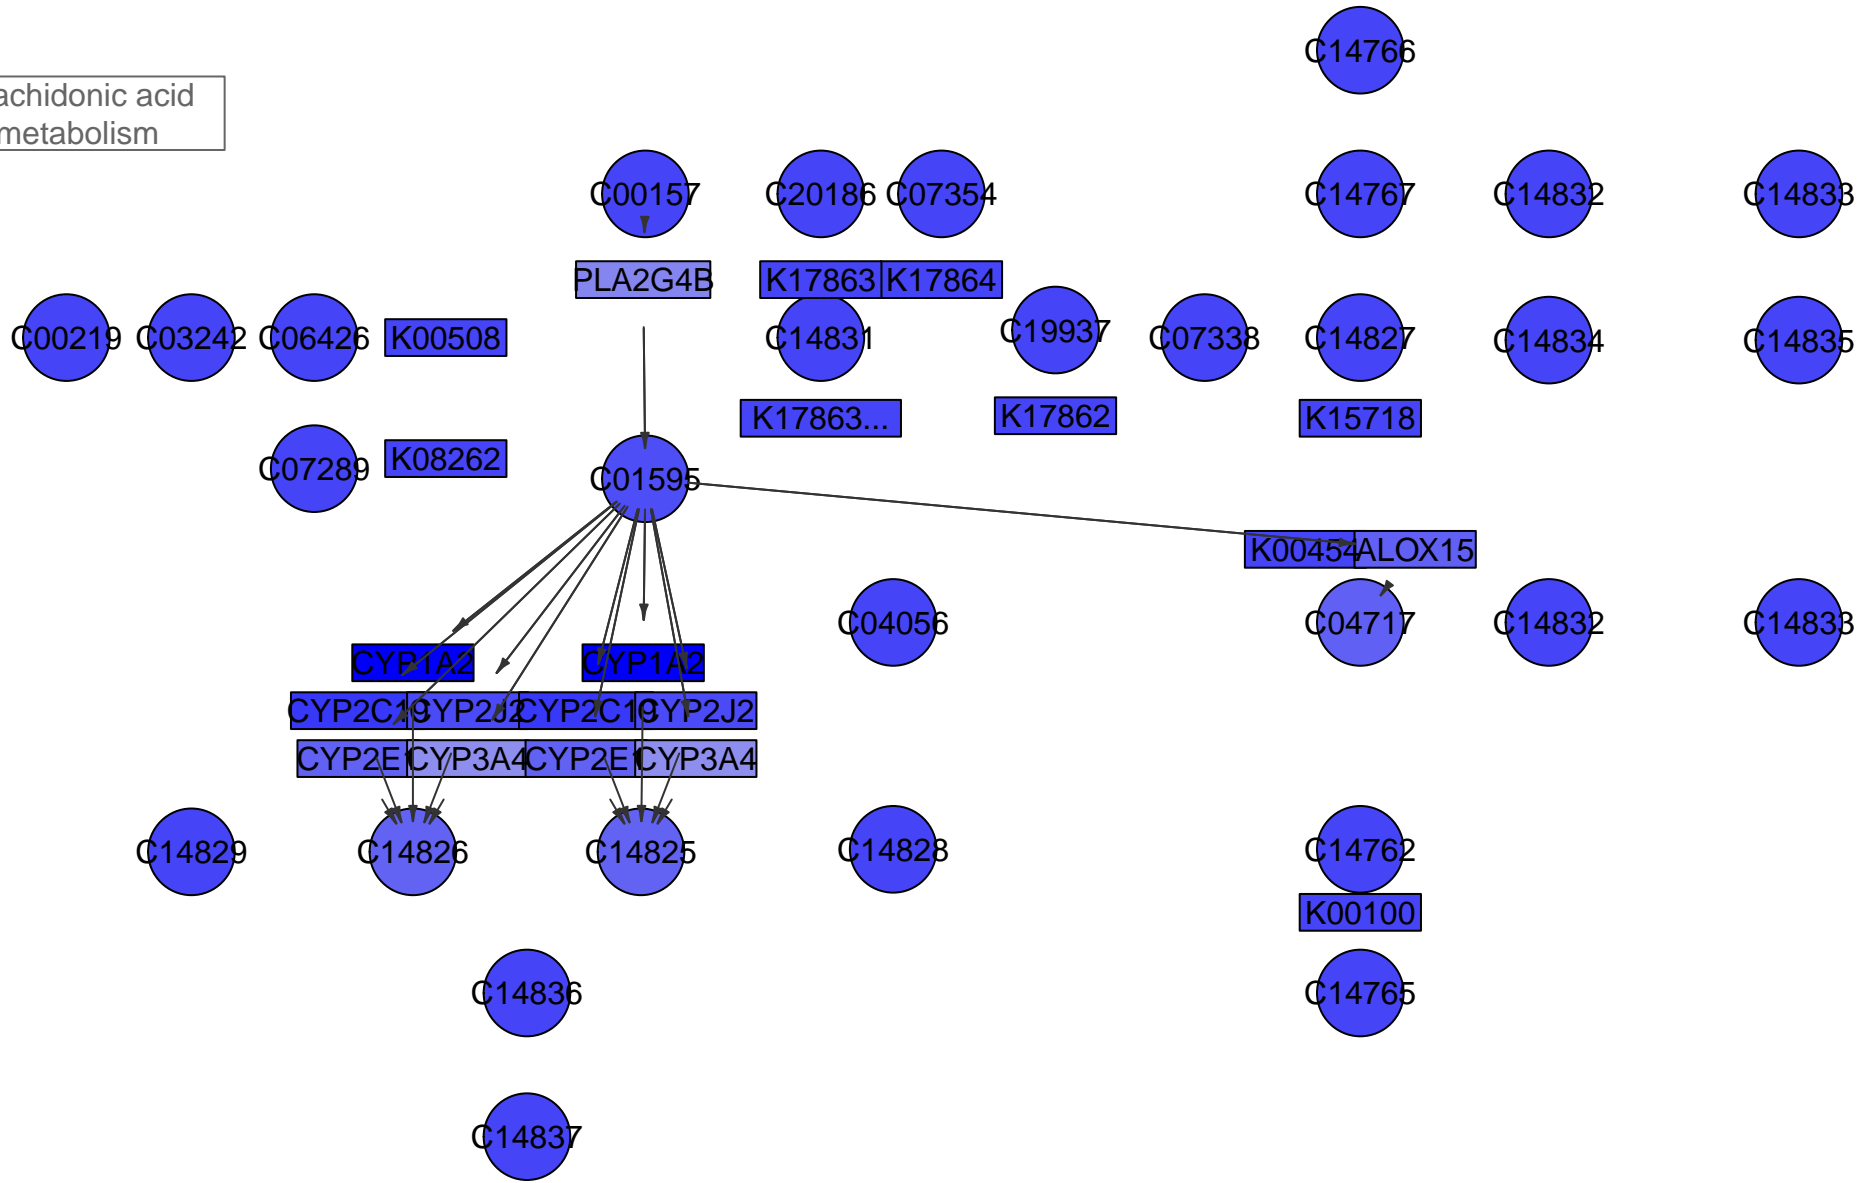 C14766
achidonic acid
metabolism
C00157
C20186
C07354
C14767
C14832
C14833
PLA2G4B
K17863
K17864
C00219
C03242
C06426
K00508
C14831
C19937
C07338
C14827
C14834
C14835
K17863...
K17862
K15718
C07289
K08262
C01595
K00454
ALOX15
C04056
C04717
C14832
C14833
CYP1A2
CYP1A2
CYP2C19
CYP2J2
CYP2C19
CYP2J2
CYP2E1
CYP3A4
CYP2E1
CYP3A4
C14829
C14826
C14825
C14828
C14762
K00100
C14836
C14765
C14837